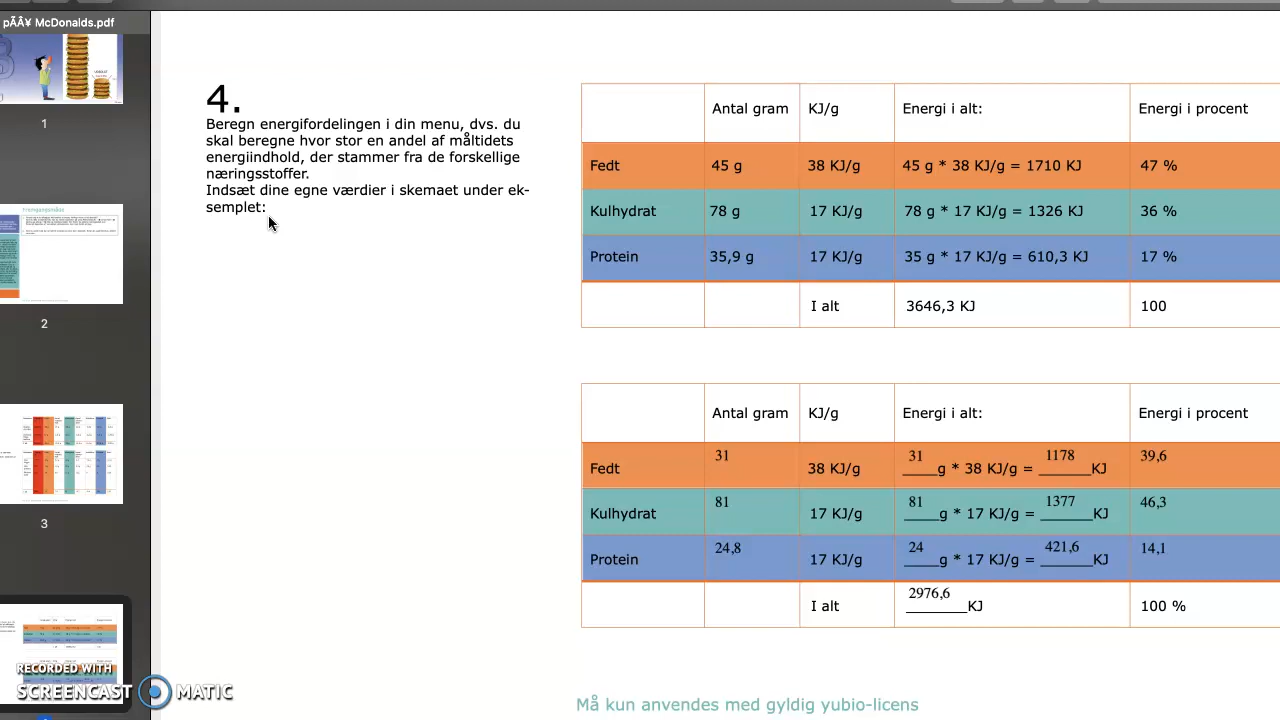 pÃÂ¥ McDonalds.pdf
1
2
3
4.
Beregn energifordelingen i din menu, dvs. du
skal beregne hvor stor en andel af måltidets
energiindhold, der stammer fra de forskellige
næringsstoffer.
Indsæt dine egne værdier i skemaet under ek-
semplet:
Antal gram KJ/g Energi i alt: Energi i procent
Fedt 45 g 38 KJ/g 45 g * 38 KJ/g = 1710 KJ 47 %
Kulhydrat 78 g 17 KJ/g 78 g * 17 KJ/g = 1326 KJ 36 %
Protein 35,9 g 17 KJ/g 35 g * 17 KJ/g = 610,3 KJ 17 %
I alt 3646,3 KJ 100
Antal gram KJ/g Energi i alt: Energi i procent
Fedt 31 38 KJ/g 31 g * 38 KJ/g = 1178 KJ 39,6
Kulhydrat 81 17 KJ/g 81 g * 17 KJ/g = 1377 KJ 46,3
Protein 24,8 17 KJ/g 24 g * 17 KJ/g = 421,6 KJ 14,1
I alt 2976,6 KJ 100 %
Må kun anvendes med gyldig yubio-licens
RECORDED WITH
SCREENCAST MATIC